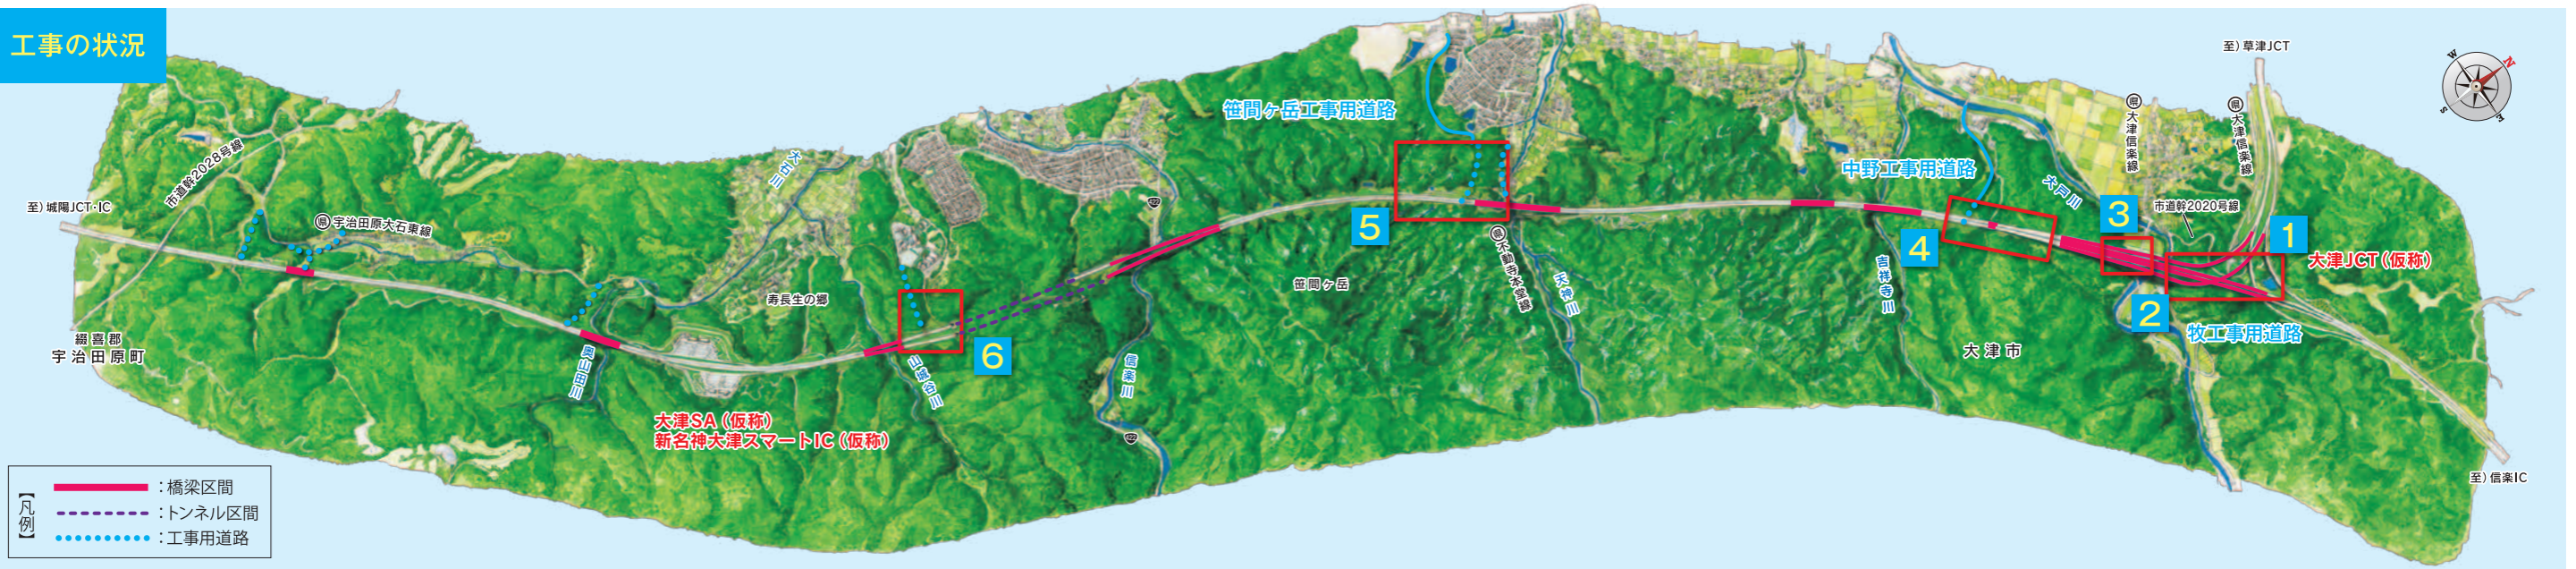 工事の状況
至)草津JCT
W
N
S
E
県大津信楽線
県大津信楽線
笹間ヶ岳工事用道路
中野工事用道路
大戸川
市道幹2020号線
市道幹2028号線
大石川
至)城陽JCT・IC
県宇治田原大石東線
422
3
1
5
4
大津JCT(仮称)
県不動寺本堂線
天神川
吉祥寺川
笹間ヶ岳
寿長生の郷
2
牧工事用道路
綴喜郡
宇治田原町
6
大津市
奥山田川
信楽川
大津SA(仮称)
新名神大津スマートIC(仮称)
422
至)信楽IC
【凡例】
:橋梁区間
:トンネル区間
:工事用道路